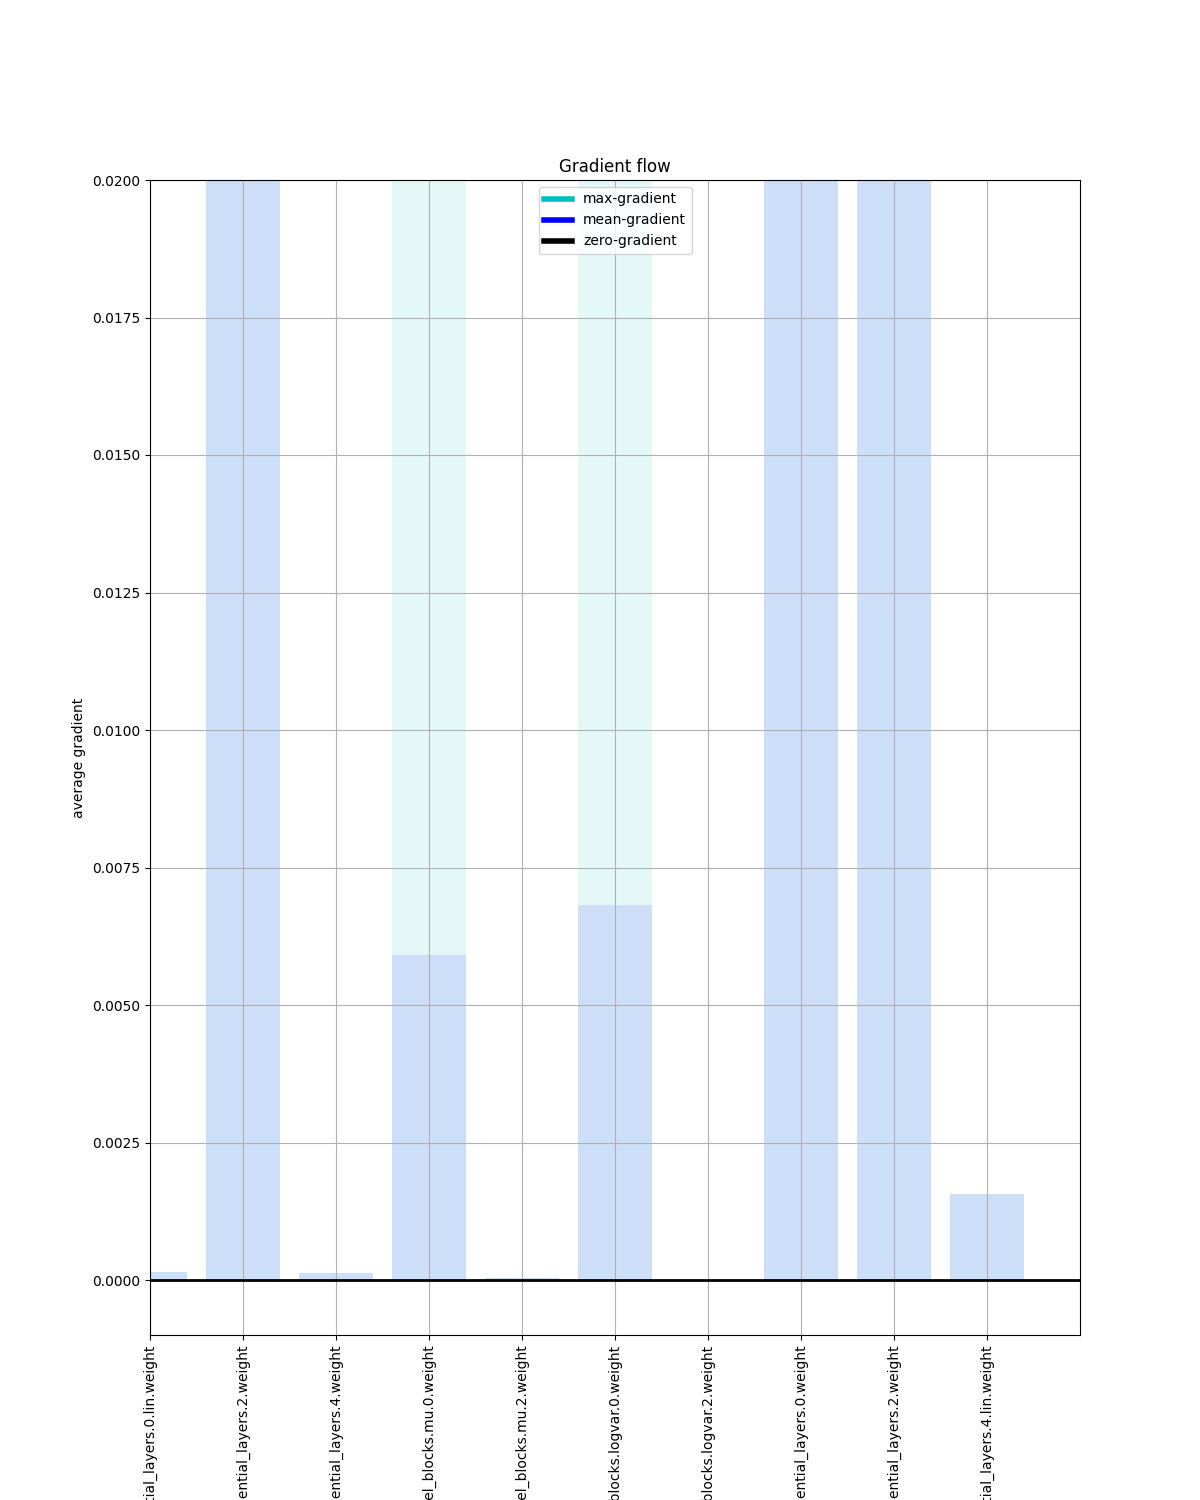 Gradient flow
max-gradient
mean-gradient
zero-gradient
0.0200
0.0175
0.0150
0.0125
0.0100
0.0075
0.0050
0.0025
0.0000
average gradient
tial_layers.0.lin.weight
ential_layers.2.weight
ential_layers.4.weight
el_blocks.mu.0.weight
el_blocks.mu.2.weight
blocks.logvar.0.weight
blocks.logvar.2.weight
ential_layers.0.weight
ential_layers.2.weight
tial_layers.4.lin.weight